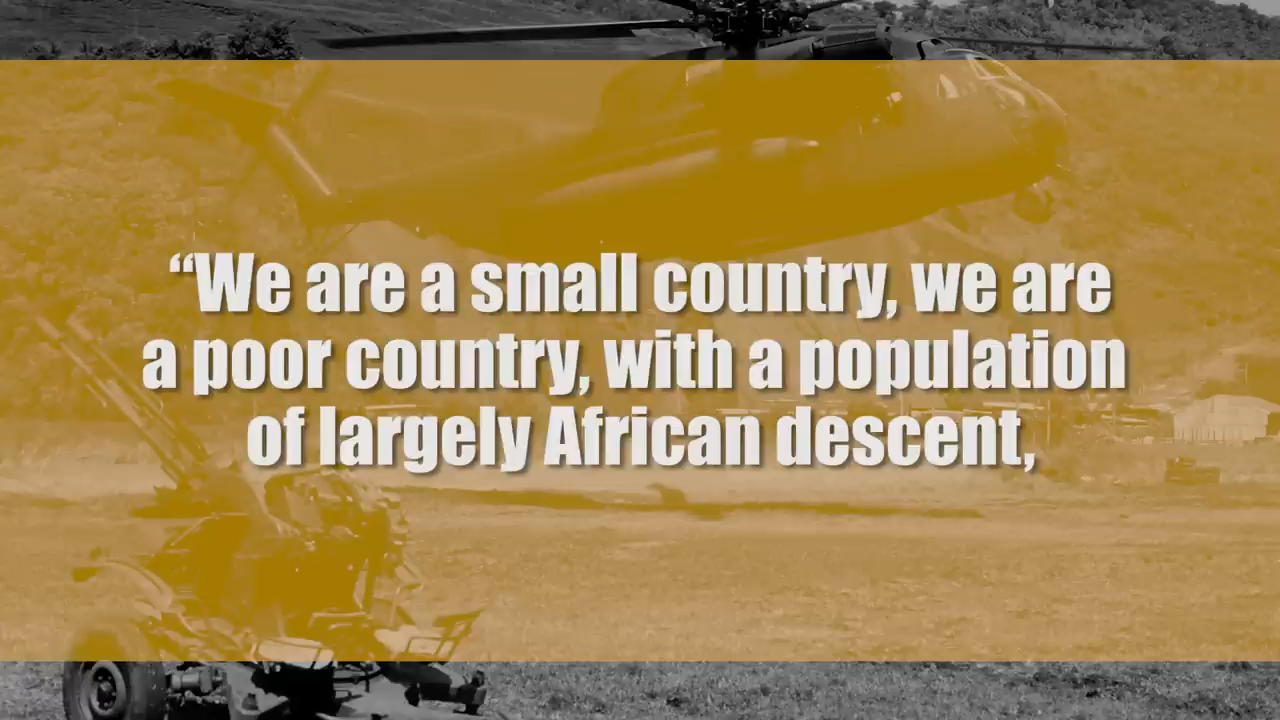 “We are a small country, we are
a poor country, with a population
of largely African descent,